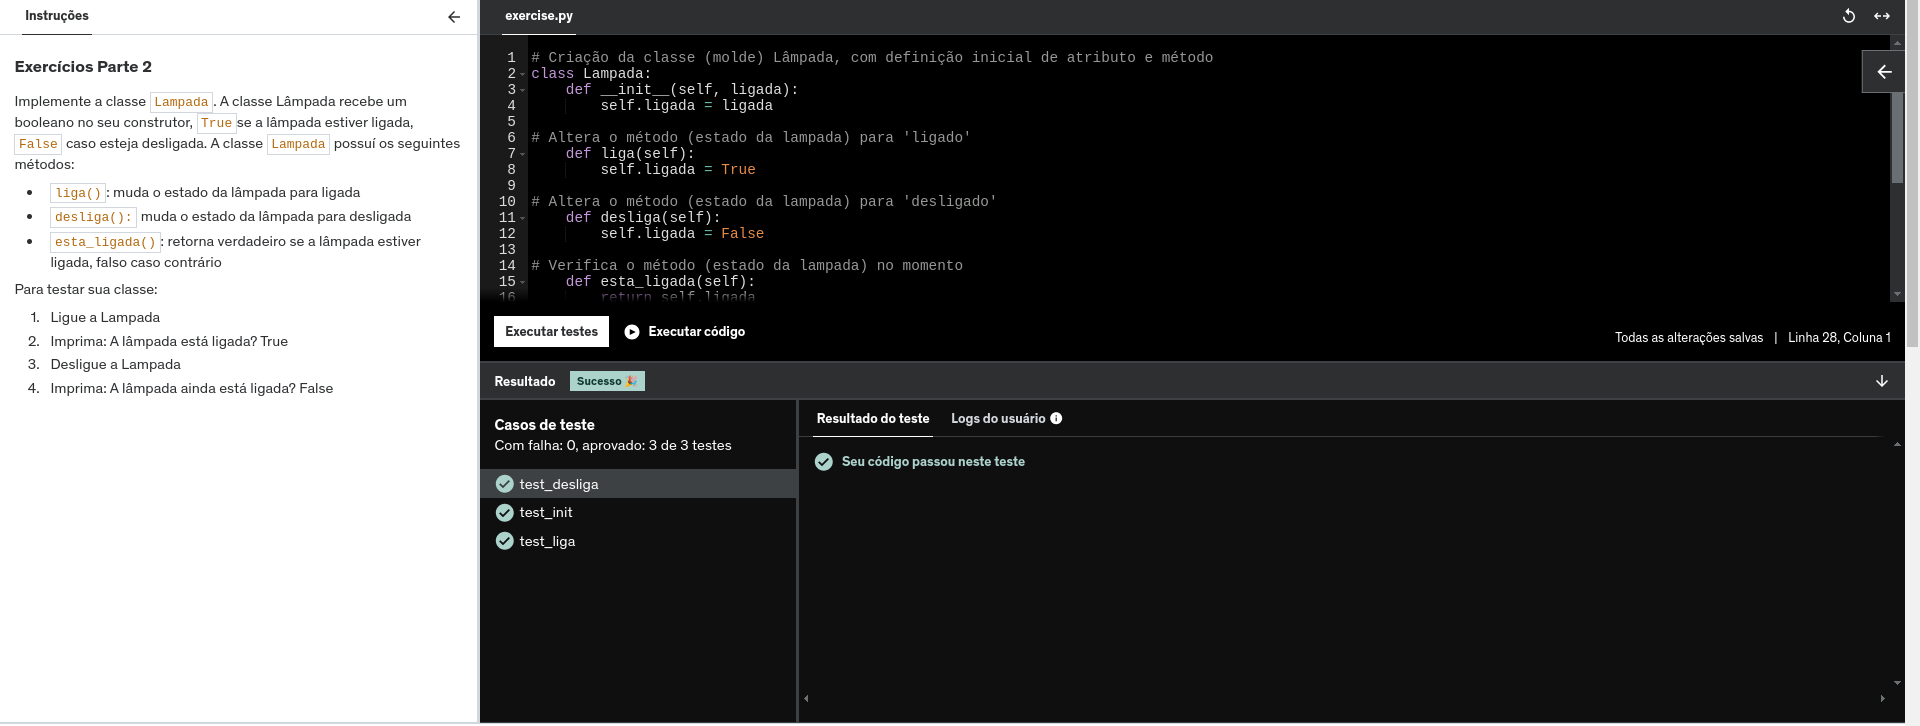 Instruções
Exercícios Parte 2
Implemente a classe Lampada. A classe Lâmpada recebe um
booleano no seu construtor, True se a lâmpada estiver ligada,
False caso esteja desligada. A classe Lampada possuí os seguintes
métodos:
• liga(): muda o estado da lâmpada para ligada
• desliga(): muda o estado da lâmpada para desligada
• esta_ligada(): retorna verdadeiro se a lâmpada estiver
ligada, falso caso contrário
Para testar sua classe:
1. Ligue a Lampada
2. Imprima: A lâmpada está ligada? True
3. Desligue a Lampada
4. Imprima: A lâmpada ainda está ligada? False
exercise.py
1 # Criação da classe (molde) Lâmpada, com definição inicial de atributo e método
2 class Lampada:
3     def __init__(self, ligada):
4         self.ligada = ligada
5
6 # Altera o método (estado da lampada) para 'ligado'
7     def liga(self):
8         self.ligada = True
9
10 # Altera o método (estado da lampada) para 'desligado'
11     def desliga(self):
12         self.ligada = False
13
14 # Verifica o método (estado da lampada) no momento
15     def esta_ligada(self):
16         return self.ligada
Executar testes Executar código
Todas as alterações salvas | Linha 28, Coluna 1
Resultado Sucesso 🎉
Casos de teste
Com falha: 0, aprovado: 3 de 3 testes
test_desliga
test_init
test_liga
Resultado do teste Logs do usuário
Seu código passou neste teste